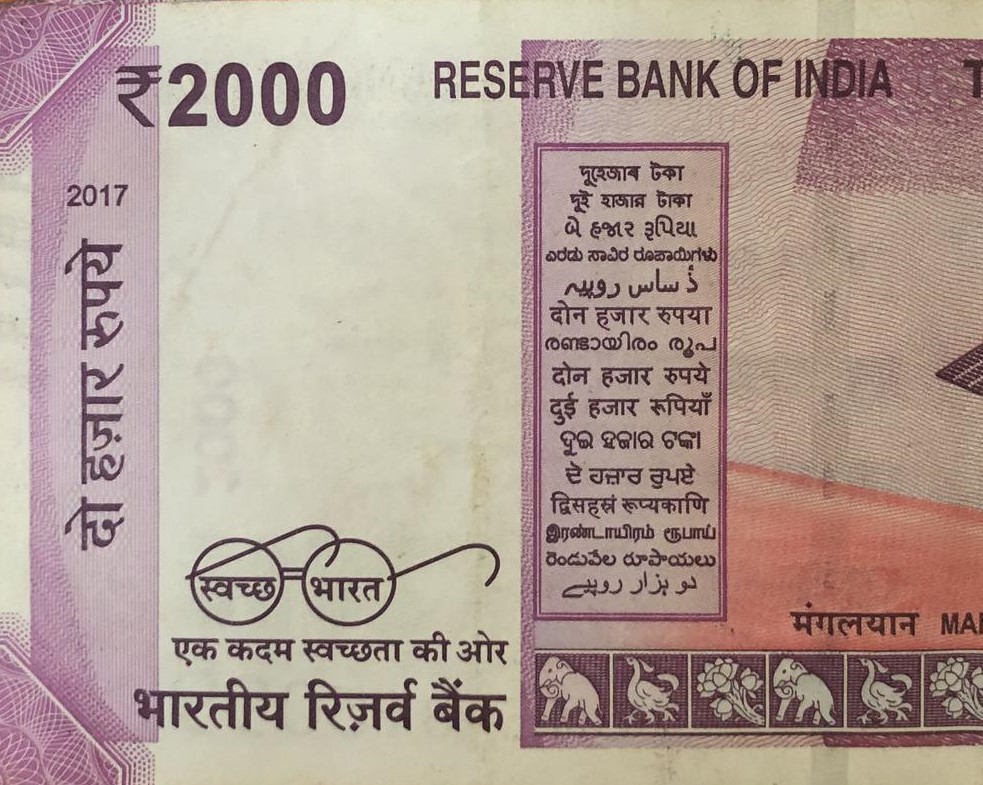 ₹2000
RESERVE BANK OF INDIA
2017
दो हज़ार रुपये
দুহেজাৰ টকা
দুই হাজার টাকা
બે હજાર રૂપિયા
ಎರಡು ಸಾವಿರ ರೂಪಾಯಿಗಳು
زٕ ساس روپیہ
दोन हजार रुपया
രണ്ടായിരം രൂപ
दोन हजार रुपये
दुई हजार रूपियाँ
ଦୁଇ ହଜାର ଟଙ୍କା
ਦੋ ਹਜ਼ਾਰ ਰੁਪਏ
द्विसहस्रं रूप्यकाणि
இரண்டாயிரம் ரூபாய்
రెండువేల రూపాయలు
دو ہزار روپیے
स्वच्छ भारत
एक कदम स्वच्छता की ओर
भारतीय रिज़र्व बैंक
मंगलयान